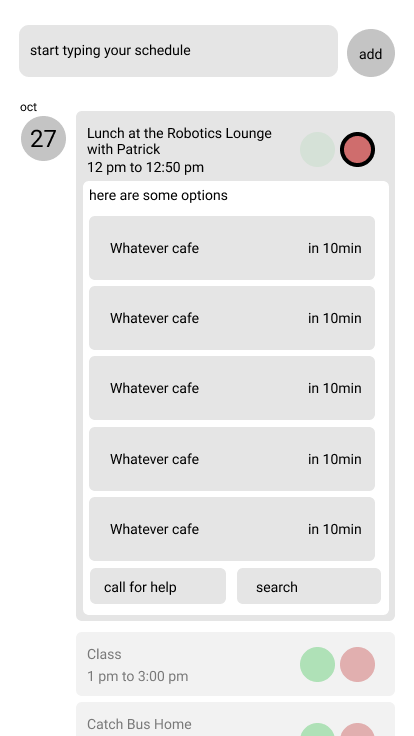 start typing your schedule
add
oct
27
Lunch at the Robotics Lounge
with Patrick
12 pm to 12:50 pm
here are some options
Whatever cafe in 10min
Whatever cafe in 10min
Whatever cafe in 10min
Whatever cafe in 10min
Whatever cafe in 10min
call for help
search
Class
1 pm to 3:00 pm
Catch Bus Home